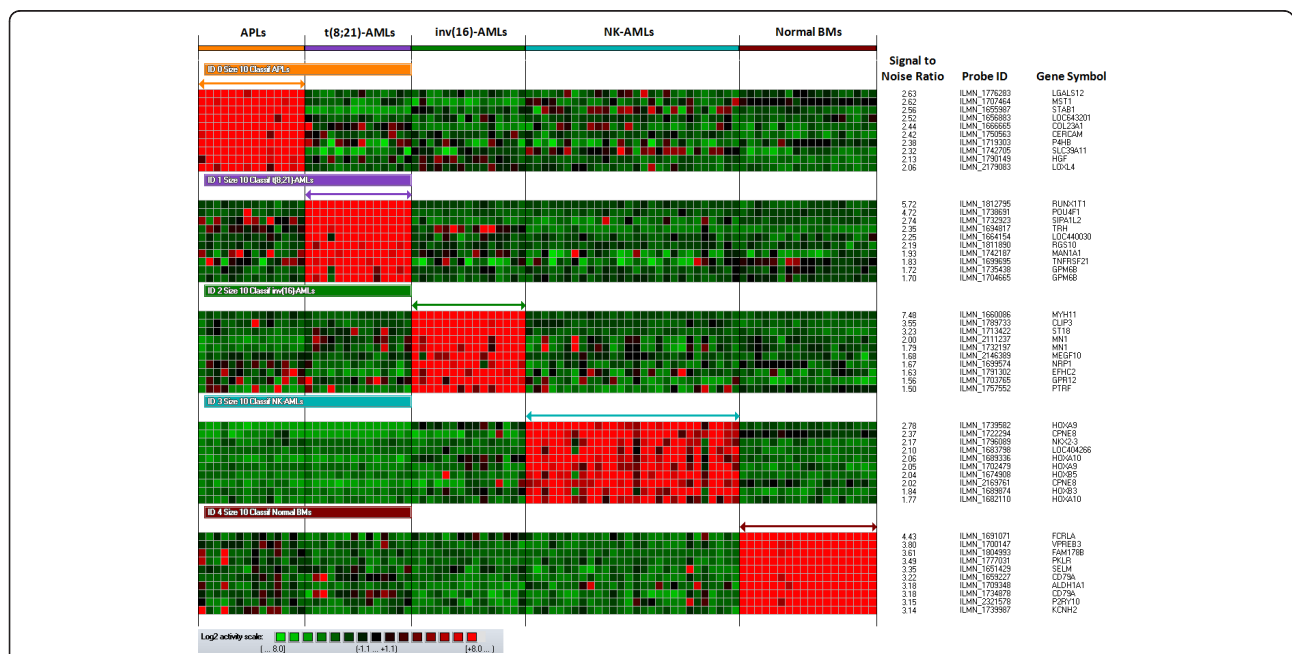 APLs t(8;21)-AMLs inv(16)-AMLs NK-AMLs Normal BMs
Signal to Noise Ratio Probe ID Gene Symbol
ID 0 Size 10 Classif APLs
2.63 ILMN_1776283 LGALS12
2.62 ILMN_1707464 MST1
2.56 ILMN_1655987 STAB1
2.52 ILMN_1656883 LOC643201
2.44 ILMN_1666665 COL23A1
2.42 ILMN_1750563 CERCAM
2.38 ILMN_1719303 P4HB
2.32 ILMN_1742705 SLC39A11
2.13 ILMN_1790149 HGF
2.06 ILMN_2179083 LOXL4
ID 1 Size 10 Classif t(8;21)-AMLs
5.72 ILMN_1812795 RUNX1T1
4.72 ILMN_1738691 POU4F1
2.74 ILMN_1732923 SIPA1L2
2.35 ILMN_1694817 TRH
2.25 ILMN_1664154 LOC440030
2.19 ILMN_1811890 RGS10
1.93 ILMN_1742187 MAN1A1
1.83 ILMN_1699695 TNFRSF21
1.72 ILMN_1735438 GPM6B
1.70 ILMN_1704665 GPM6B
ID 2 Size 10 Classif inv(16)-AMLs
7.48 ILMN_1660086 MYH11
3.55 ILMN_1789733 CLIP3
3.23 ILMN_1713422 ST18
2.00 ILMN_2111237 MN1
1.79 ILMN_1732197 MN1
1.68 ILMN_2146389 MEGF10
1.67 ILMN_1699574 NRP1
1.63 ILMN_1791302 EFHC2
1.56 ILMN_1703765 GPR12
1.50 ILMN_1757552 PTRF
ID 3 Size 10 Classif NK-AMLs
2.78 ILMN_1739582 HOXA9
2.37 ILMN_1722294 CPNE8
2.17 ILMN_1796089 NKX2-3
2.10 ILMN_1683798 LOC404266
2.06 ILMN_1689336 HOXA10
2.05 ILMN_1702479 HOXA9
2.04 ILMN_1674908 HOXB5
2.02 ILMN_2169761 CPNE8
1.84 ILMN_1689874 HOXB3
1.77 ILMN_1682110 HOXA10
ID 4 Size 10 Classif Normal BMs
4.43 ILMN_1691071 FCRLA
3.80 ILMN_1700147 VPREB3
3.61 ILMN_1804993 FAM178B
3.49 ILMN_1777031 PKLR
3.35 ILMN_1651429 SELM
3.22 ILMN_1659227 CD79A
3.18 ILMN_1709348 ALDH1A1
3.18 ILMN_1734878 CD79A
3.15 ILMN_2321578 P2RY10
3.14 ILMN_1739987 KCNH2
Log2 activity scale:
( ... 8.0] (-1.1 ... +1.1) [+8.0 ... )